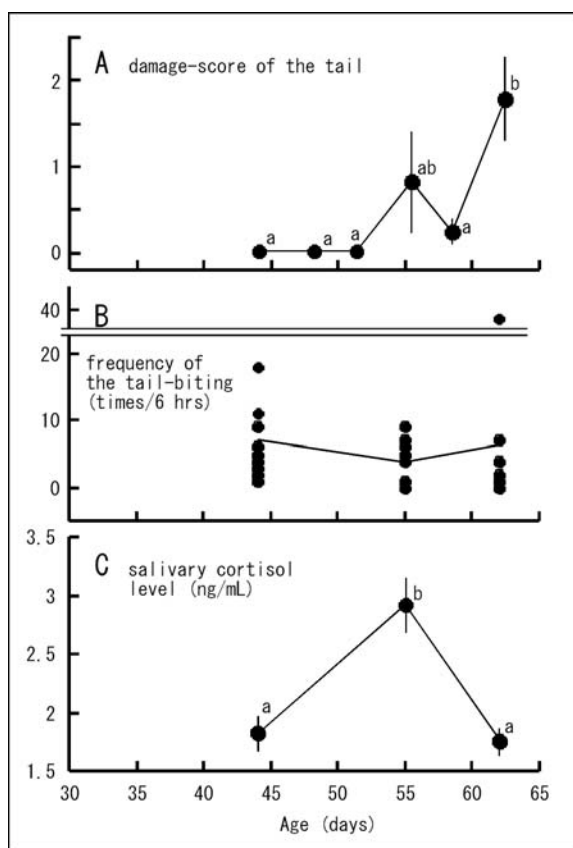 A damage-score of the tail
2
1
0
a
a
a
ab
a
b
B
40
frequency of
the tail-biting
(times/6 hrs)
20
10
0
C salivary cortisol
level (ng/mL)
3.5
3
2.5
2
1.5
a
b
a
30 35 40 45 50 55 60 65
Age (days)